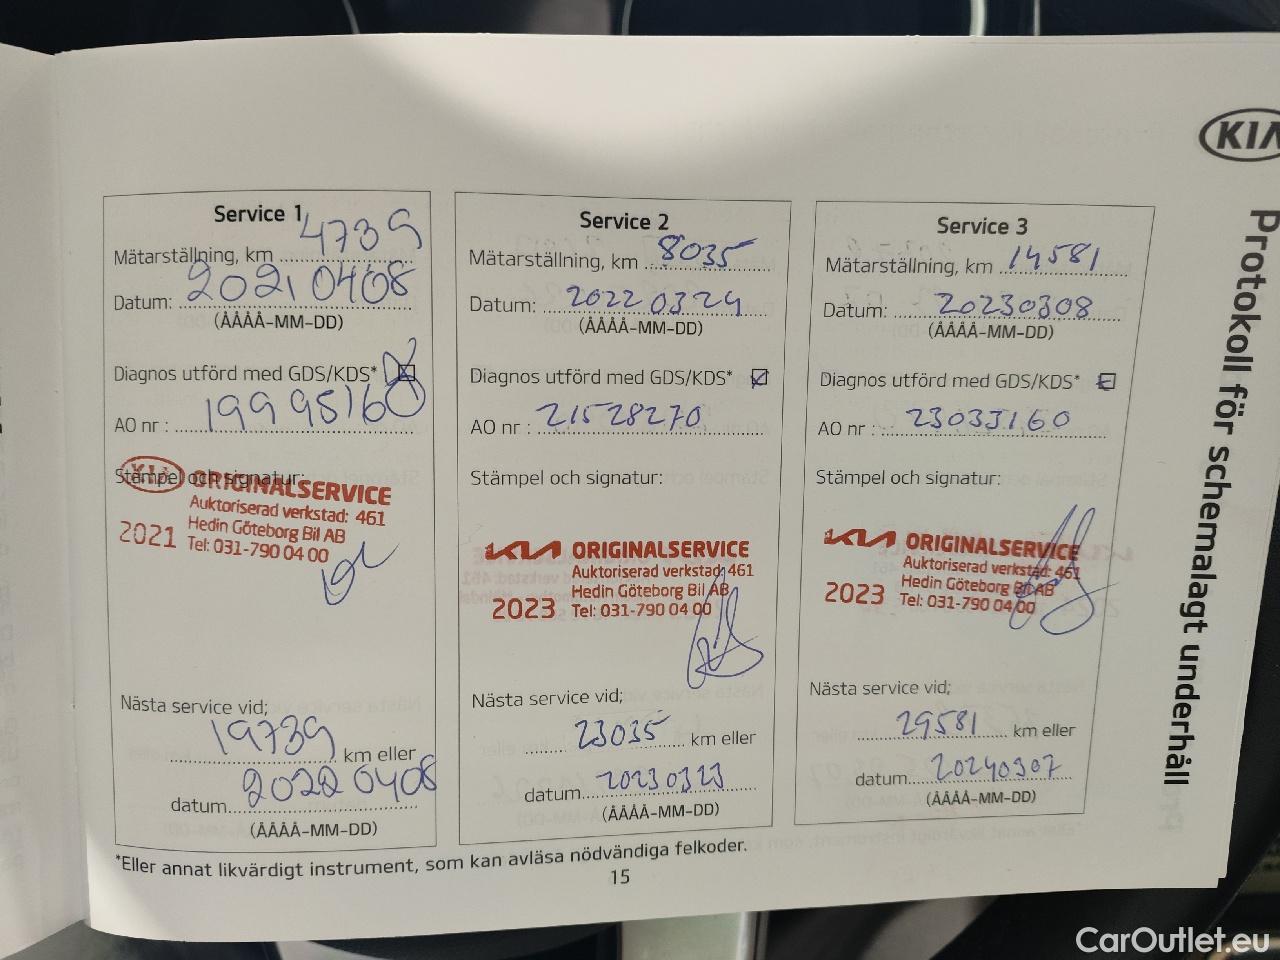 KIA
Protokoll för schemalagt underhåll
Service 1
Mätarställning, km 4739
Datum: 20210408
(ÅÅÅÅ-MM-DD)
Diagnos utförd med GDS/KDS*
AO nr : 19995160
Stämpel och signatur:
KIA ORIGINALSERVICE
Auktoriserad verkstad: 461
2021 Hedin Göteborg Bil AB
Tel: 031-790 04 00
Nästa service vid;
19739 km eller
datum. 20220408
(ÅÅÅÅ-MM-DD)
Service 2
Mätarställning, km 8035
Datum: 20220324
(ÅÅÅÅ-MM-DD)
Diagnos utförd med GDS/KDS*
AO nr : 21528270
Stämpel och signatur:
KIA ORIGINALSERVICE
Auktoriserad verkstad: 461
Hedin Göteborg Bil AB
2023 Tel: 031-790 04 00
Nästa service vid;
23035 km eller
datum. 20230323
(ÅÅÅÅ-MM-DD)
Service 3
Mätarställning, km 14581
Datum: 20230308
(ÅÅÅÅ-MM-DD)
Diagnos utförd med GDS/KDS*
AO nr : 23033160
Stämpel och signatur:
KIA ORIGINALSERVICE
Auktoriserad verkstad: 461
Hedin Göteborg Bil AB
2023 Tel: 031-790 04 00
Nästa service vid;
29581 km eller
datum. 20240307
(ÅÅÅÅ-MM-DD)
*Eller annat likvärdigt instrument, som kan avläsa nödvändiga felkoder.
15
CarOutlet.eu